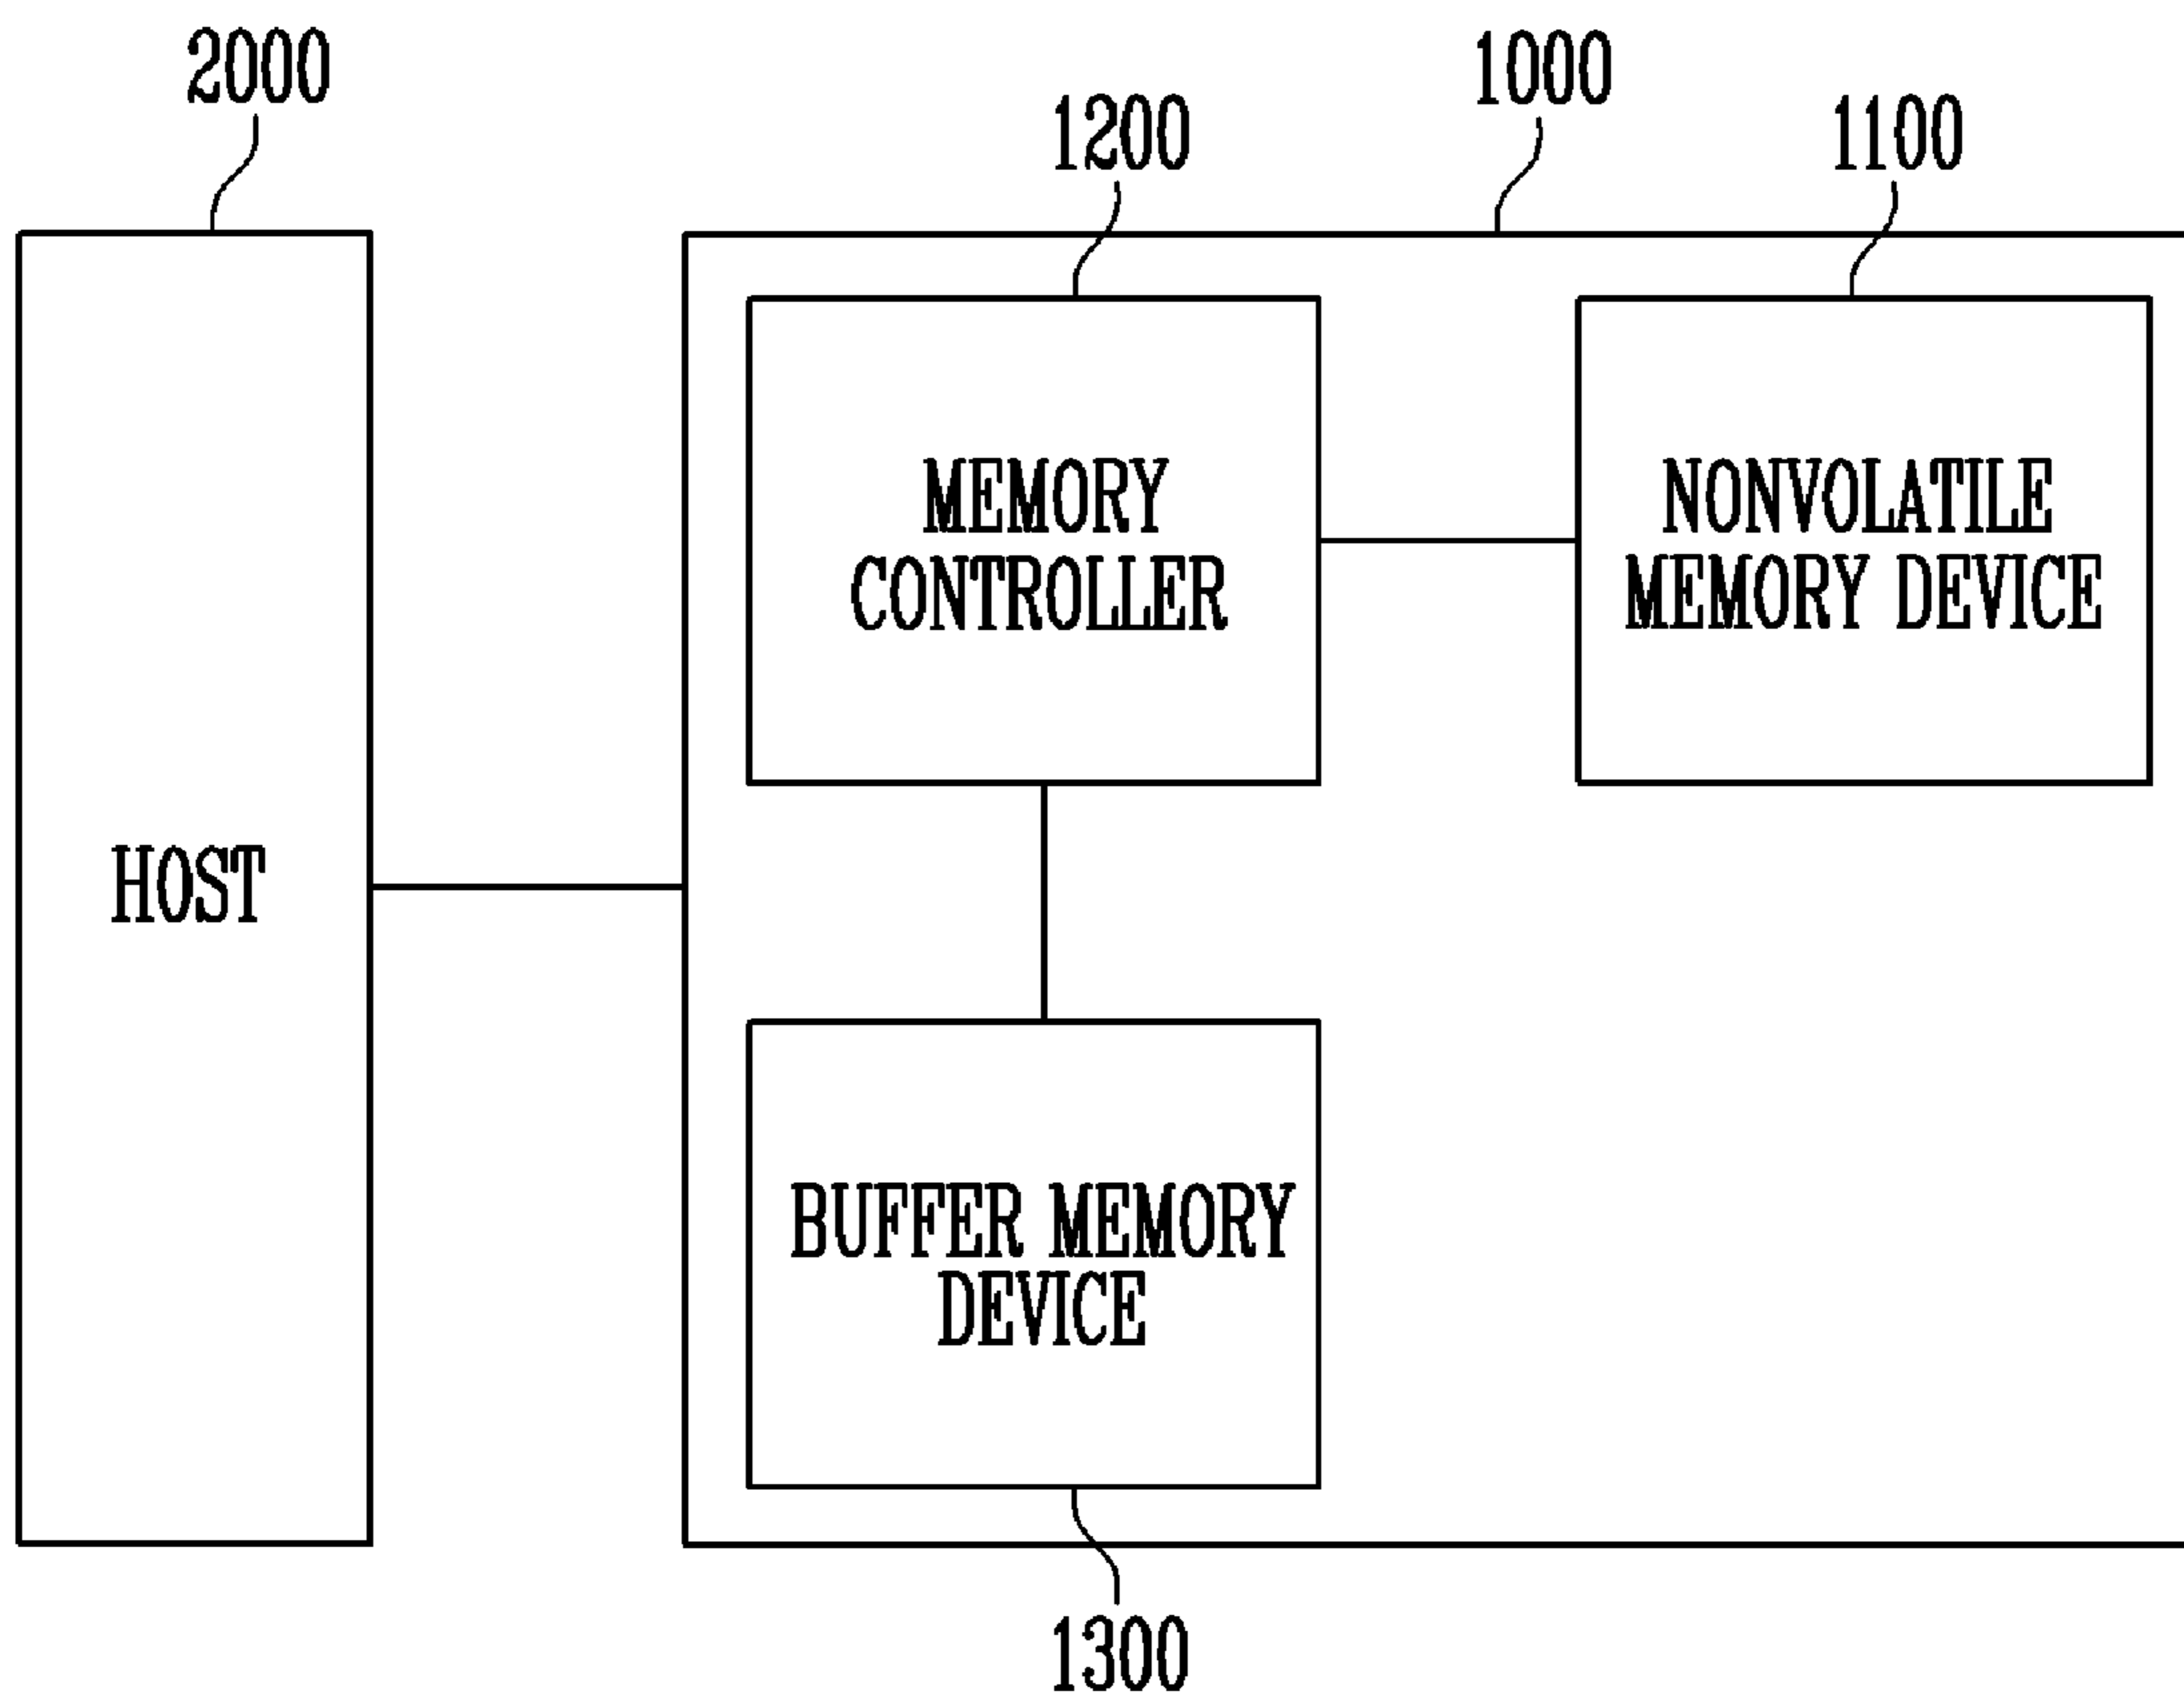 2000
1000
1200
1100
MEMORY
CONTROLLER
NONVOLATILE
MEMORY DEVICE
HOST
BUFFER MEMORY
DEVICE
1300